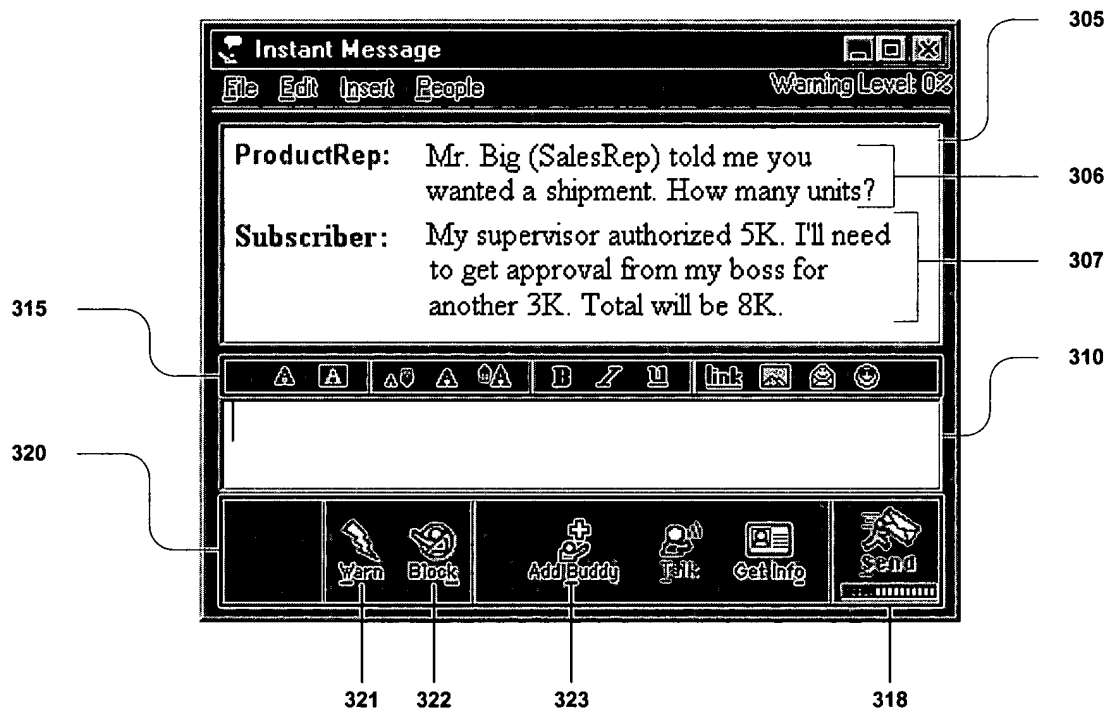 305
Instant Message
File Edit Insert People Warning Level: 0%
ProductRep: Mr. Big (SalesRep) told me you
wanted a shipment. How many units?
306
Subscriber: My supervisor authorized 5K. I'll need
to get approval from my boss for
another 3K. Total will be 8K.
307
315
A A A A A B I U link
310
320
Warn Block Add Buddy Talk Get Info Send
321 322 323 318